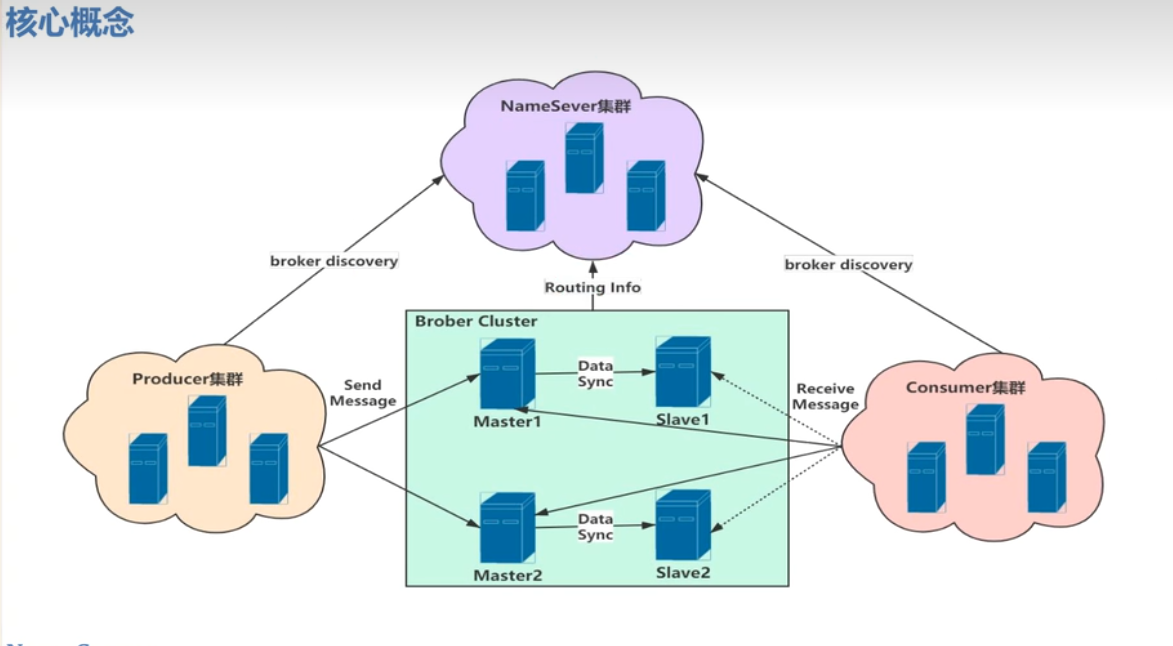 核心概念
NameSever集群
broker discovery
broker discovery
Routing Info
Brober Cluster
Producer集群
Send
Message
Data
Sync
Receive
Message
Consumer集群
Master1
Slave1
Data
Sync
Master2
Slave2